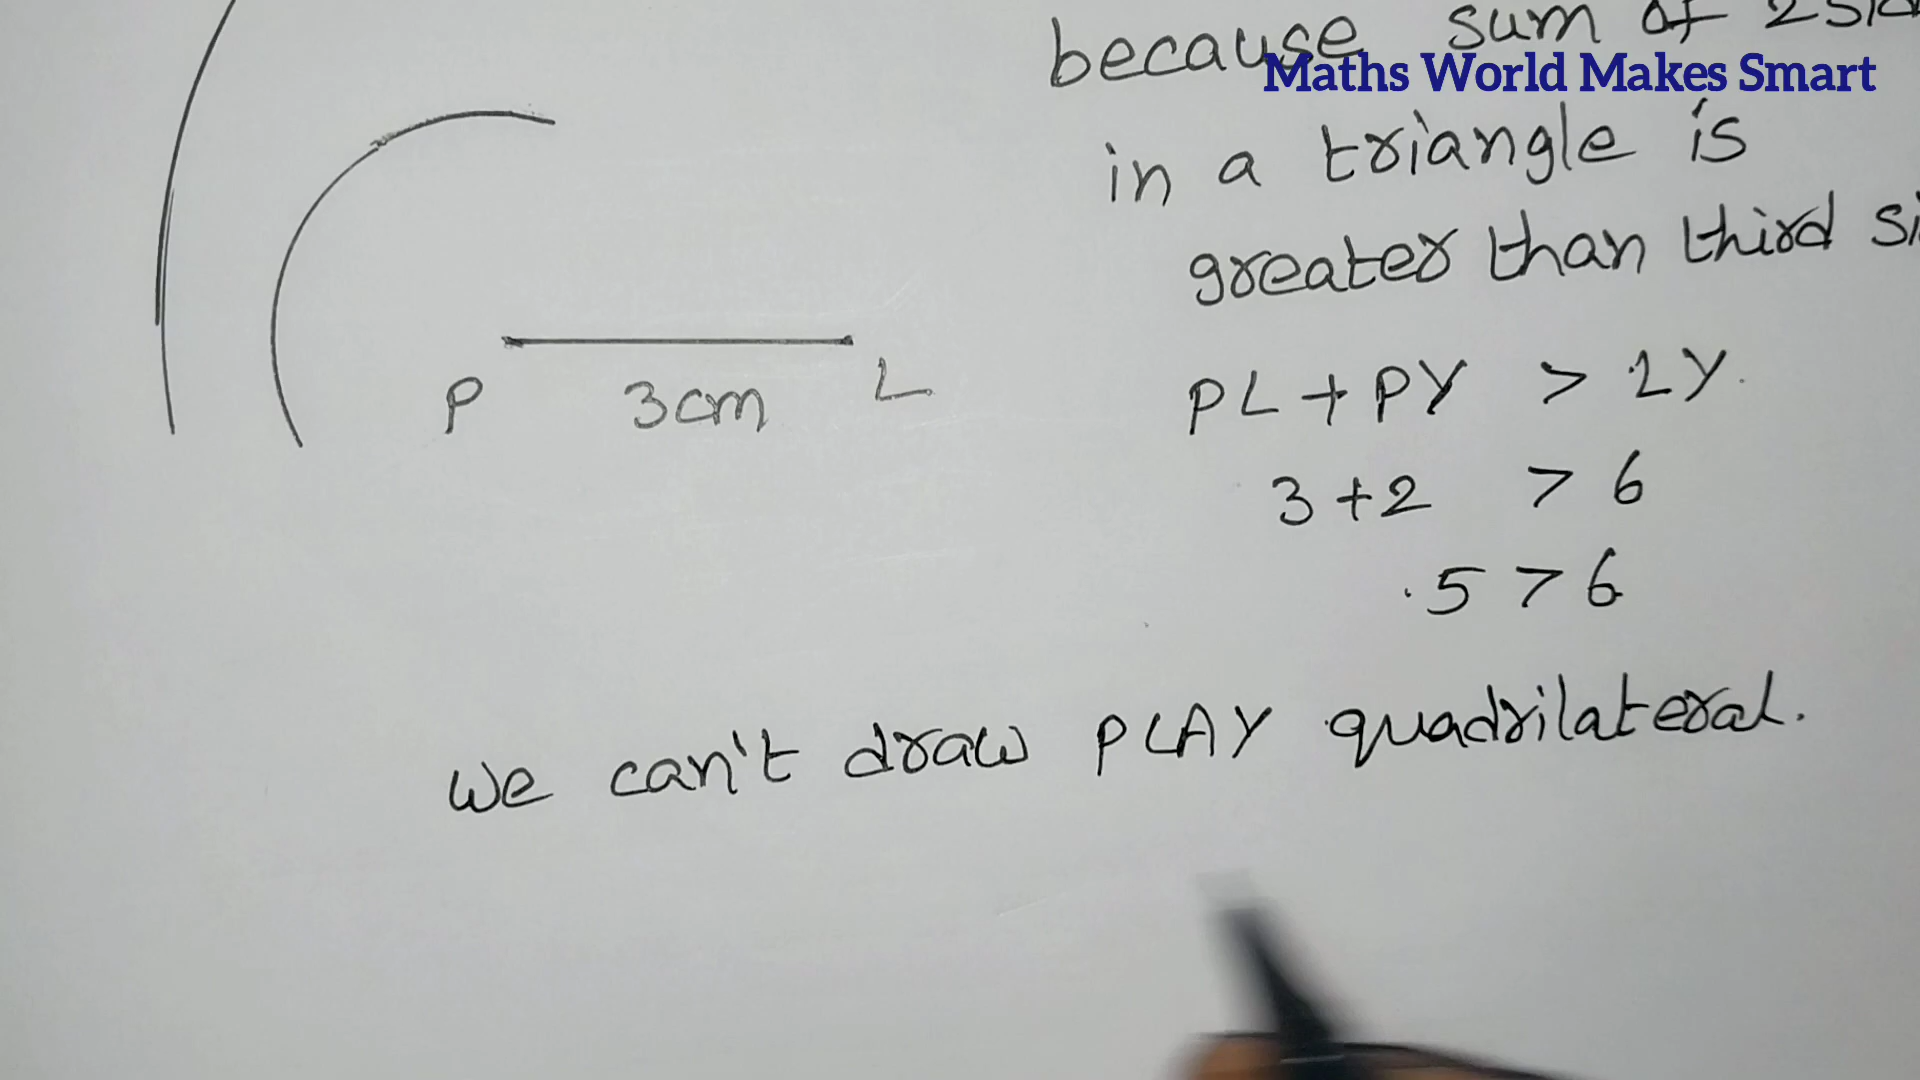 because sum of 2
Maths World Makes Smart
in a triangle is
greater than third
P 3cm L
PL + PY > LY.
3 + 2 > 6
5 > 6
We can't draw PLAY quadrilateral.